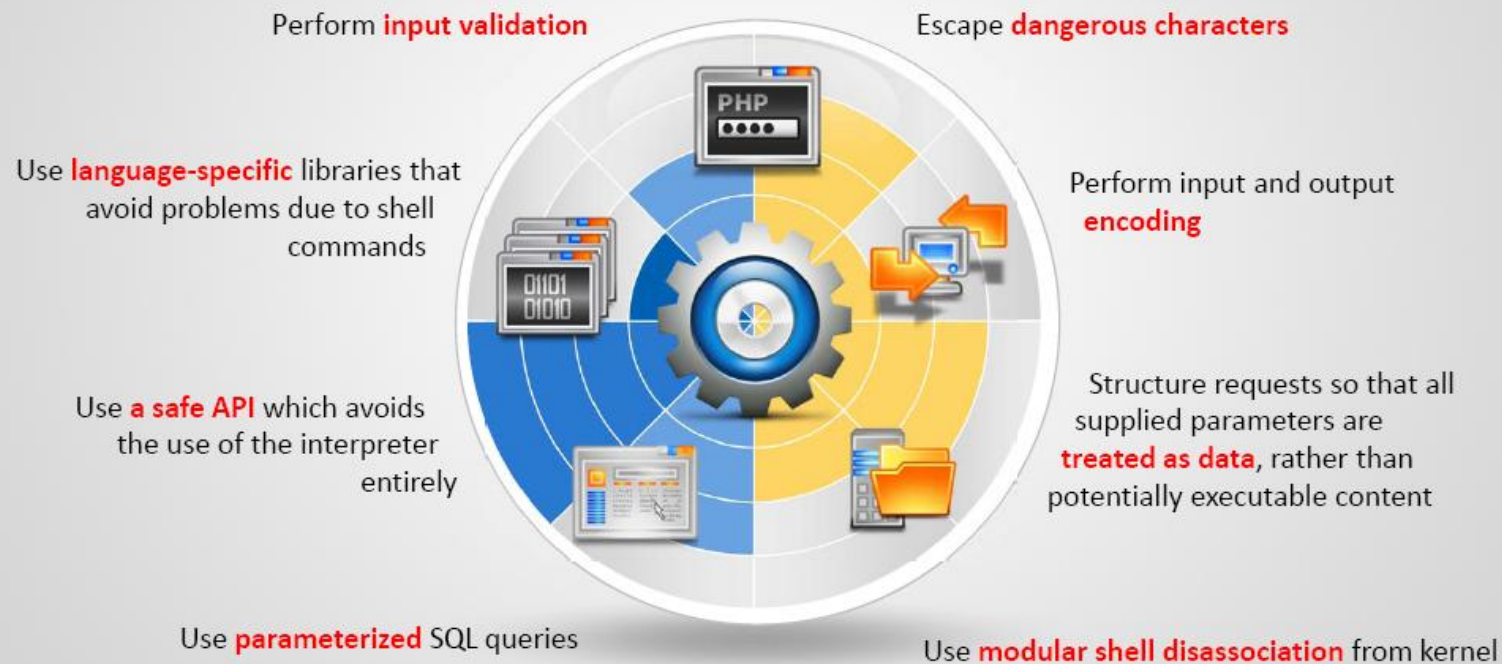 Perform input validation
Escape dangerous characters
PHP
Use language-specific libraries that
avoid problems due to shell
commands
Perform input and output
encoding
01101
01010
Use a safe API which avoids
the use of the interpreter
entirely
Structure requests so that all
supplied parameters are
treated as data, rather than
potentially executable content
Use parameterized SQL queries
Use modular shell disassociation from kernel